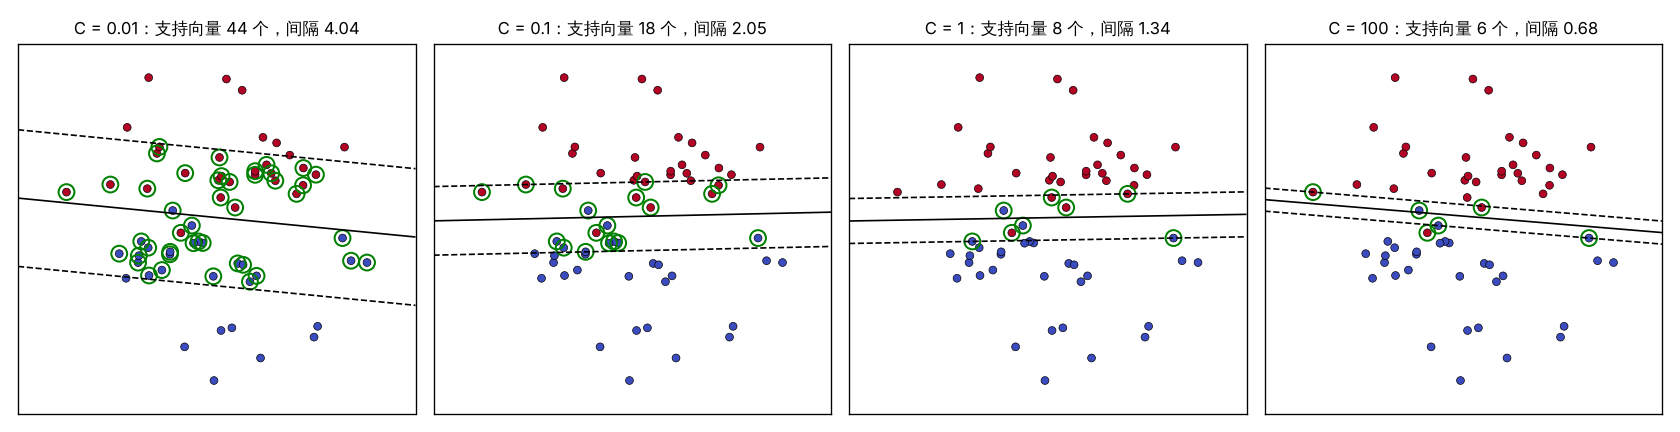 C = 0.01：支持向量 44 个，间隔 4.04
C = 0.1：支持向量 18 个，间隔 2.05
C = 1：支持向量 8 个，间隔 1.34
C = 100：支持向量 6 个，间隔 0.68